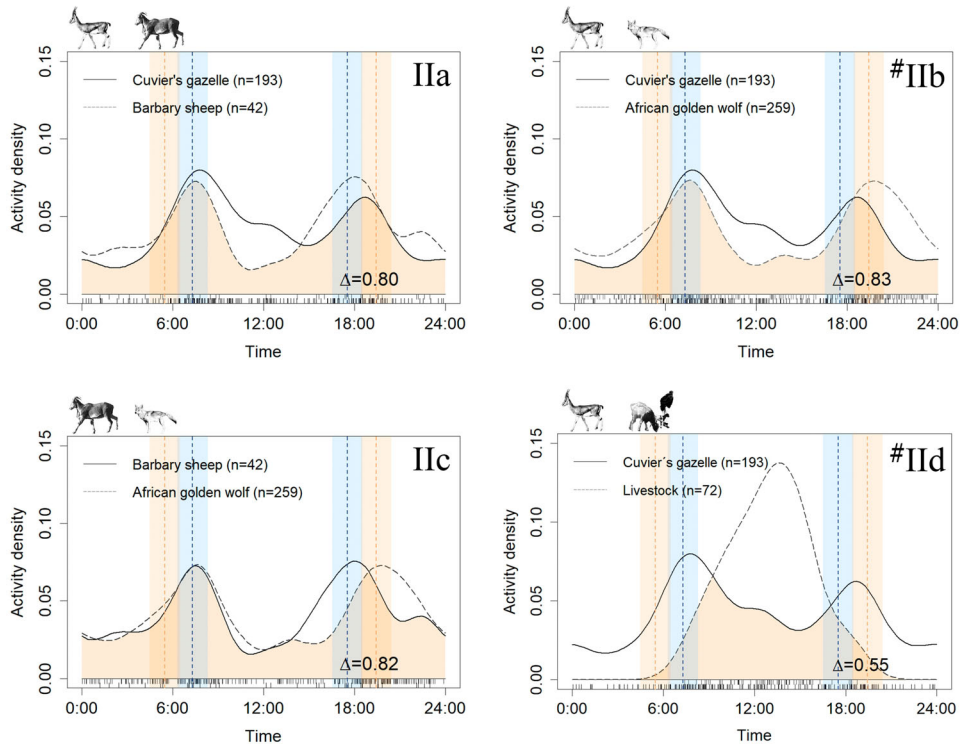 IIa
Cuvier's gazelle (n=193)
Barbary sheep (n=42)
Activity density
0.15
0.10
0.05
0.00
Δ=0.80
0:00 6:00 12:00 18:00 24:00
Time
#IIb
Cuvier's gazelle (n=193)
African golden wolf (n=259)
Activity density
0.15
0.10
0.05
0.00
Δ=0.83
0:00 6:00 12:00 18:00 24:00
Time
IIc
Barbary sheep (n=42)
African golden wolf (n=259)
Activity density
0.15
0.10
0.05
0.00
Δ=0.82
0:00 6:00 12:00 18:00 24:00
Time
#IId
Cuvier´s gazelle (n=193)
Livestock (n=72)
Activity density
0.15
0.10
0.05
0.00
Δ=0.55
0:00 6:00 12:00 18:00 24:00
Time